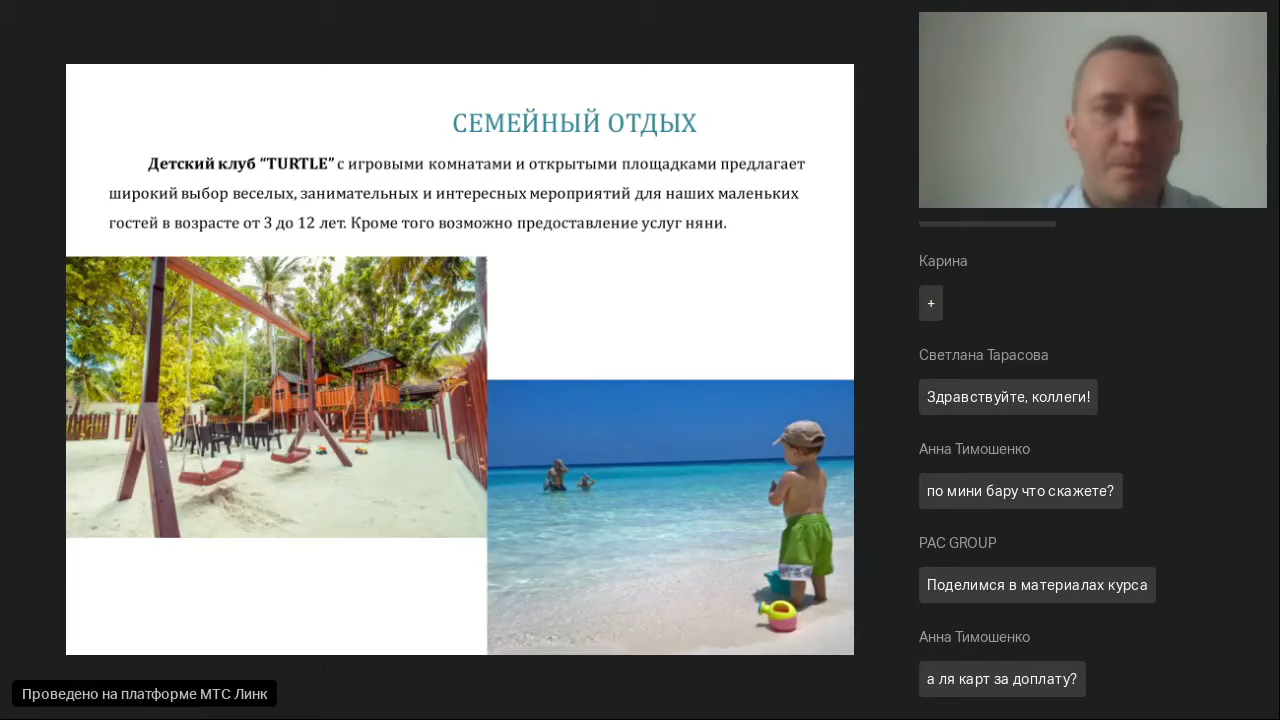 СЕМЕЙНЫЙ ОТДЫХ
Детский клуб “TURTLE” с игровыми комнатами и открытыми площадками предлагает
широкий выбор веселых, занимательных и интересных мероприятий для наших маленьких
гостей в возрасте от 3 до 12 лет. Кроме того возможно предоставление услуг няни.
Карина
+
Светлана Тарасова
Здравствуйте, коллеги!
Анна Тимошенко
по мини бару что скажете?
PAC GROUP
Поделимся в материалах курса
Анна Тимошенко
а ля карт за доплату?
Проведено на платформе МТС Линк